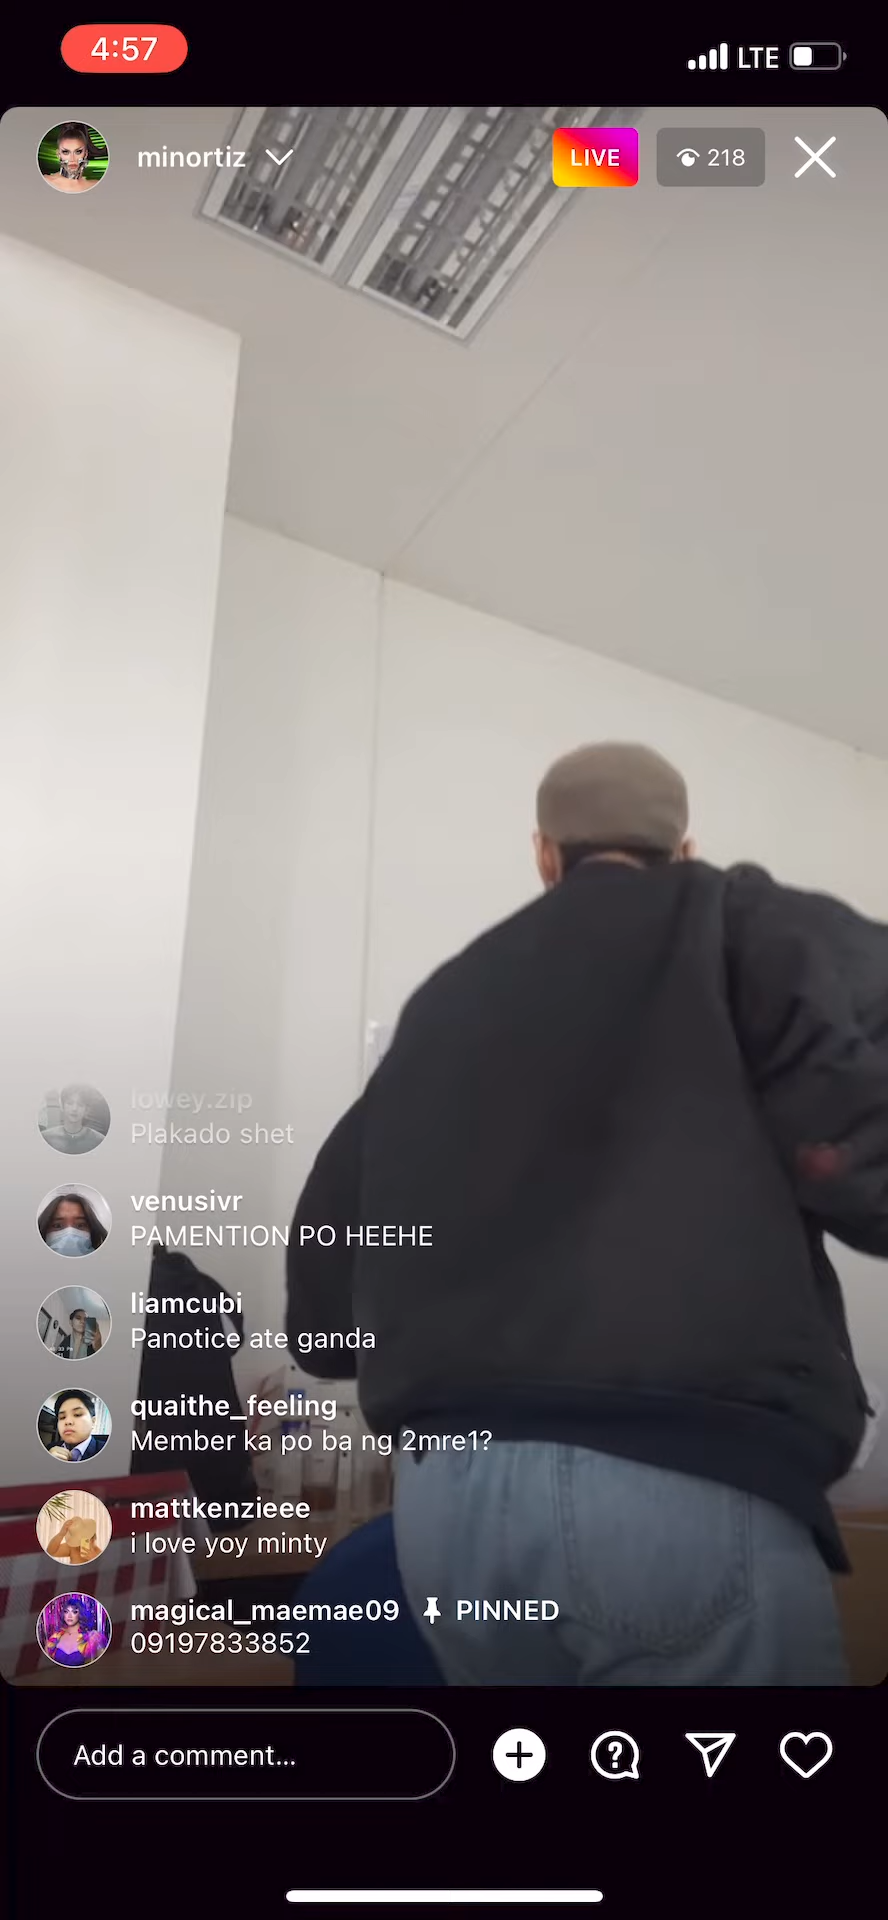 4:57
LTE
minortiz
LIVE
218
lowey.zip
Plakado shet
venusivr
PAMENTION PO HEEHE
liamcubi
Panotice ate ganda
quaithe_feeling
Member ka po ba ng 2mre1?
mattkenzieee
i love yoy minty
magical_maemae09 PINNED
09197833852
Add a comment...